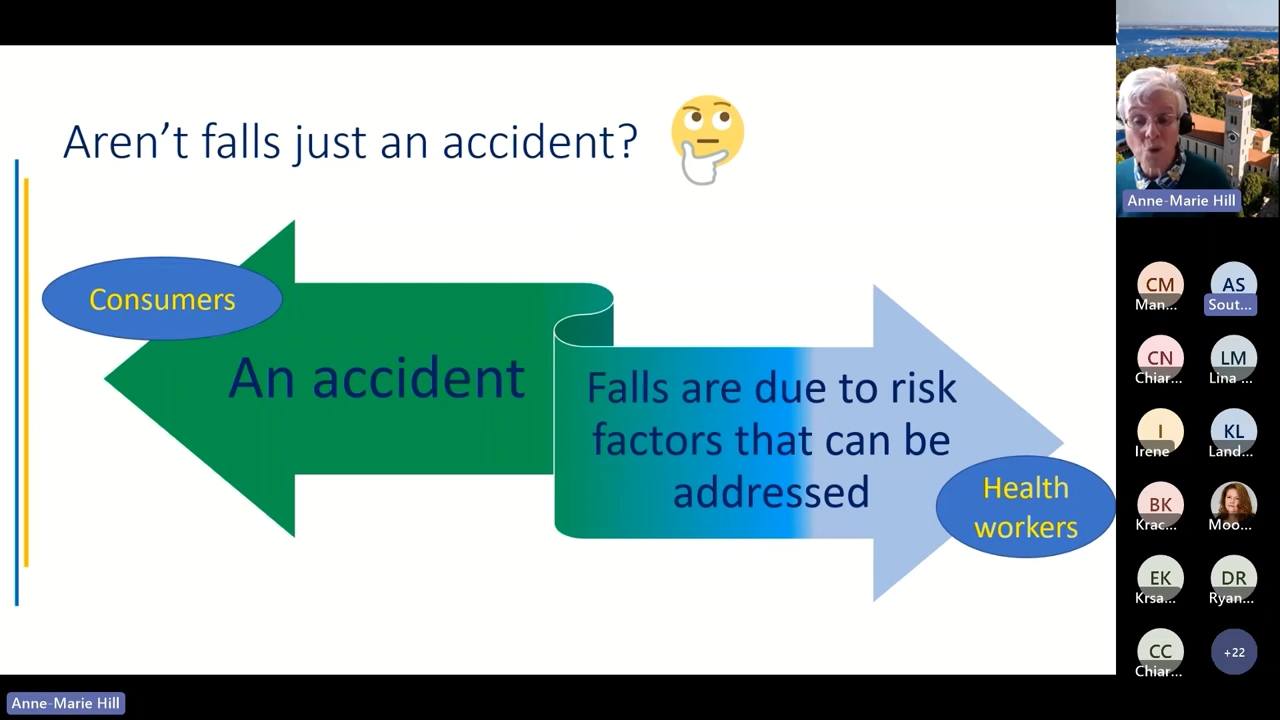 Aren't falls just an accident?
Consumers
An accident
Falls are due to risk
factors that can be
addressed
Health
workers
Anne-Marie Hill
CM
Man...
AS
Sout...
CN
Chiar...
LM
Lina ...
I
Irene
KL
Land...
BK
Krac...
Moo...
EK
Krsa...
DR
Ryan...
CC
Chiar...
+22
Anne-Marie Hill